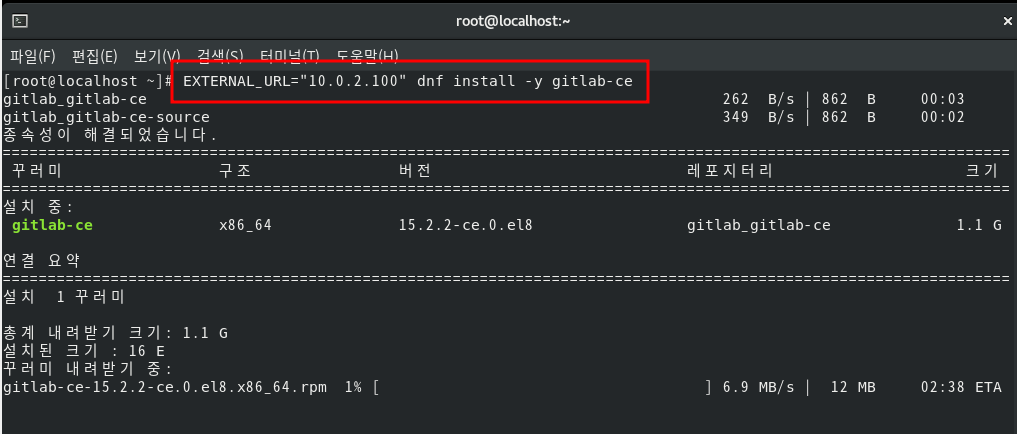 root@localhost:~
파일(F) 편집(E) 보기(V) 검색(S) 터미널(T) 도움말(H)
[root@localhost ~]# EXTERNAL_URL="10.0.2.100" dnf install -y gitlab-ce
gitlab_gitlab-ce 262 B/s | 862 B 00:03
gitlab_gitlab-ce-source 349 B/s | 862 B 00:02
종속성이 해결되었습니다.
================================================================================
꾸러미 구조 버전 레포지터리 크기
================================================================================
설치 중:
gitlab-ce x86_64 15.2.2-ce.0.el8 gitlab_gitlab-ce 1.1 G
연결 요약
================================================================================
설치 1 꾸러미
총계 내려받기 크기: 1.1 G
설치된 크기 : 16 E
꾸러미 내려받기 중:
gitlab-ce-15.2.2-ce.0.el8.x86_64.rpm 1% [ ] 6.9 MB/s | 12 MB 02:38 ETA